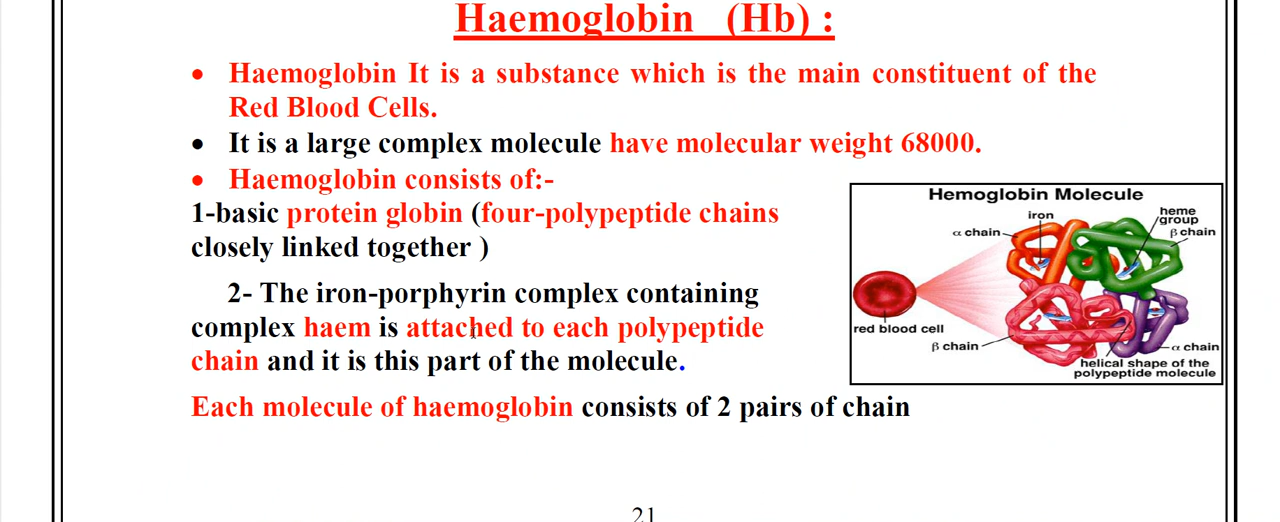 Haemoglobin (Hb) :
• Haemoglobin It is a substance which is the main constituent of the
Red Blood Cells.
• It is a large complex molecule have molecular weight 68000.
• Haemoglobin consists of:-
1-basic protein globin (four-polypeptide chains
closely linked together )
2- The iron-porphyrin complex containing
complex haem is attached to each polypeptide
chain and it is this part of the molecule.
Each molecule of haemoglobin consists of 2 pairs of chain
Hemoglobin Molecule
iron
heme
group
α chain
β chain
red blood cell
β chain
α chain
helical shape of the
polypeptide molecule
21